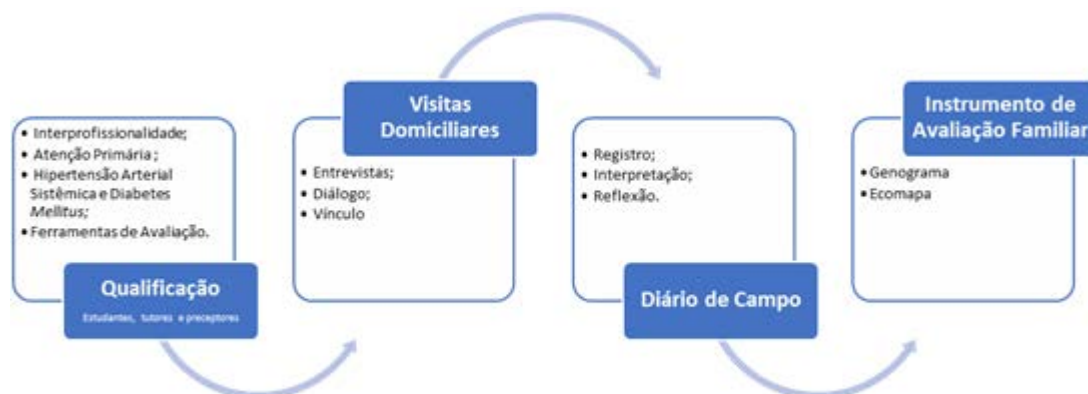 • Interprofissionalidade;
• Atenção Primária ;
• Hipertensão Arterial
Sistêmica e Diabetes
Mellitus;
• Ferramentas de Avaliação.
Qualificação
Estudantes, tutores e preceptores
Visitas
Domiciliares
• Entrevistas;
• Diálogo;
• Vínculo
• Registro;
• Interpretação;
• Reflexão.
Diário de Campo
Instrumento de
Avaliação Familiar
• Genograma
• Ecomapa